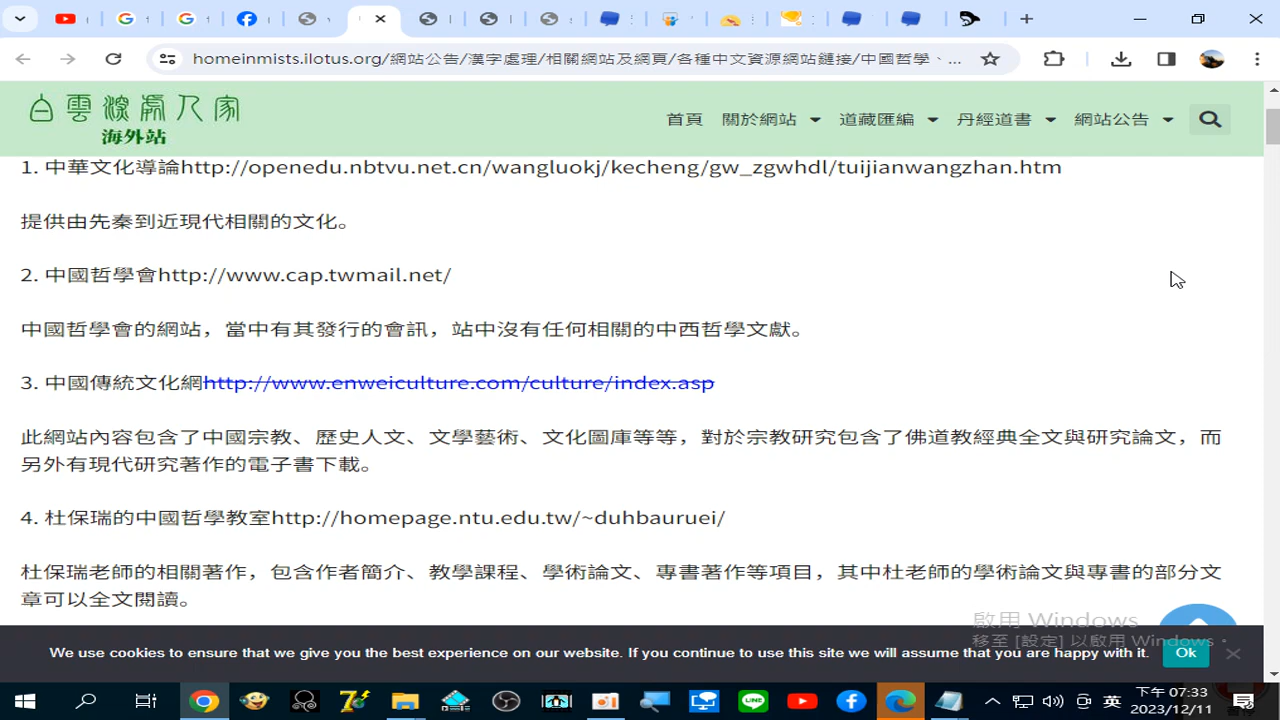 homeinmists.ilotus.org/網站公告/漢字處理/相關網站及網頁/各種中文資源網站鏈接/中國哲學、...
白雲深處人家
海外站
首頁 關於網站 道藏匯編 丹經道書 網站公告
1. 中華文化導論http://openedu.nbtvu.net.cn/wangluokj/kecheng/gw_zgwhdl/tuijianwangzhan.htm
提供由先秦到近現代相關的文化。
2. 中國哲學會http://www.cap.twmail.net/
中國哲學會的網站，當中有其發行的會訊，站中沒有任何相關的中西哲學文獻。
3. 中國傳統文化網http://www.enweiculture.com/culture/index.asp
此網站內容包含了中國宗教、歷史人文、文學藝術、文化圖庫等等，對於宗教研究包含了佛道教經典全文與研究論文，而
另外有現代研究著作的電子書下載。
4. 杜保瑞的中國哲學教室http://homepage.ntu.edu.tw/~duhbauruei/
杜保瑞老師的相關著作，包含作者簡介、教學課程、學術論文、專書著作等項目，其中杜老師的學術論文與專書的部分文
章可以全文閱讀。
啟用 Windows
移至 [設定] 以啟用 Windows。
We use cookies to ensure that we give you the best experience on our website. If you continue to use this site we will assume that you are happy with it.
Ok
英
下午 07:33
2023/12/11